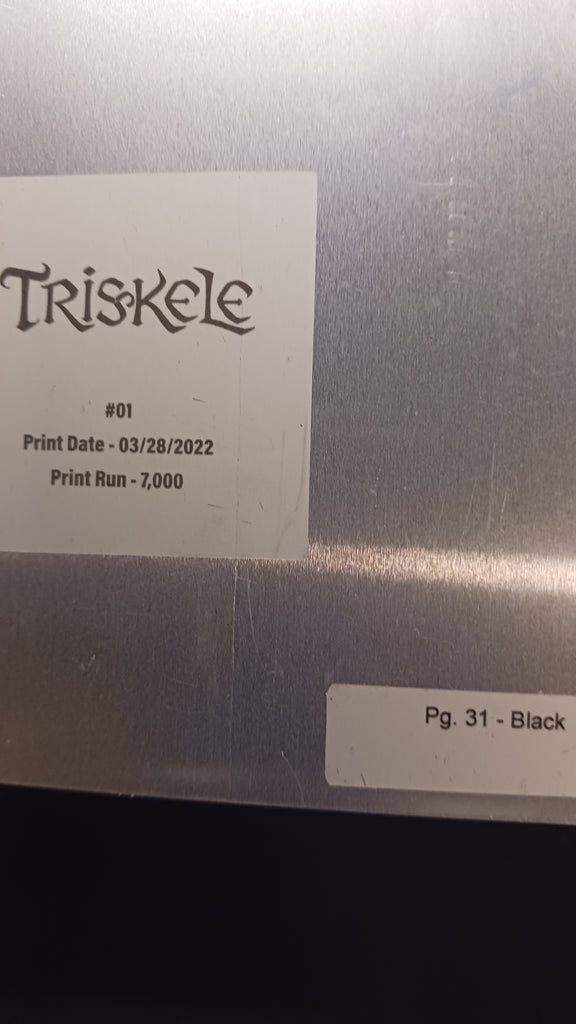 TRISKELE
#01
Print Date - 03/28/2022
Print Run - 7,000
Pg. 31 - Black